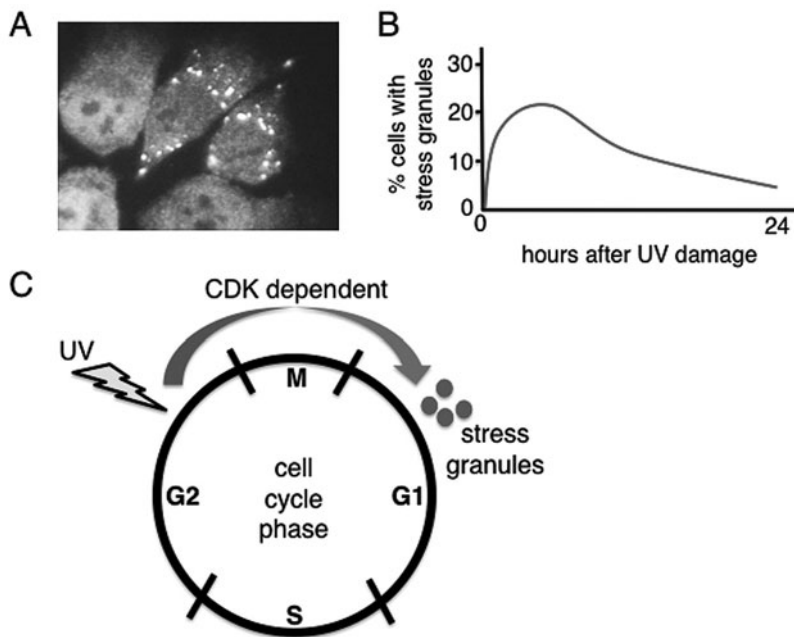 A
B
% cells with
stress granules
30
20
10
0
0
24
hours after UV damage
C
CDK dependent
UV
M
stress
granules
G2
cell
cycle
phase
G1
S